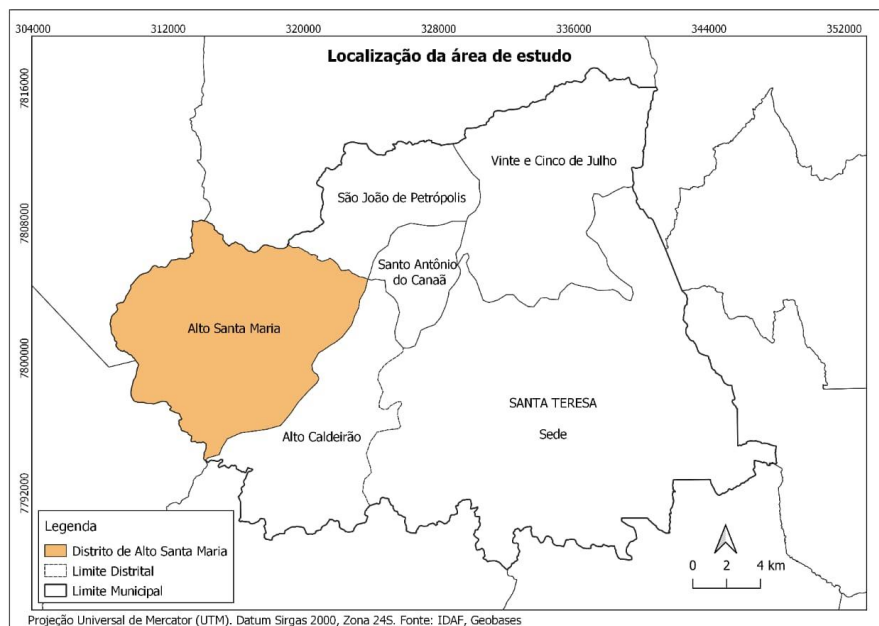 304000 312000 320000 328000 336000 344000 352000
Localização da área de estudo
7816000
7808000
7800000
7792000
Vinte e Cinco de Julho
São João de Petrópolis
Santo Antônio
do Canaã
Alto Santa Maria
SANTA TERESA
Sede
Alto Caldeirão
Legenda
Distrito de Alto Santa Maria
Limite Distrital
Limite Municipal
0 2 4 km
Projeção Universal de Mercator (UTM). Datum Sirgas 2000, Zona 24S. Fonte: IDAF, Geobases